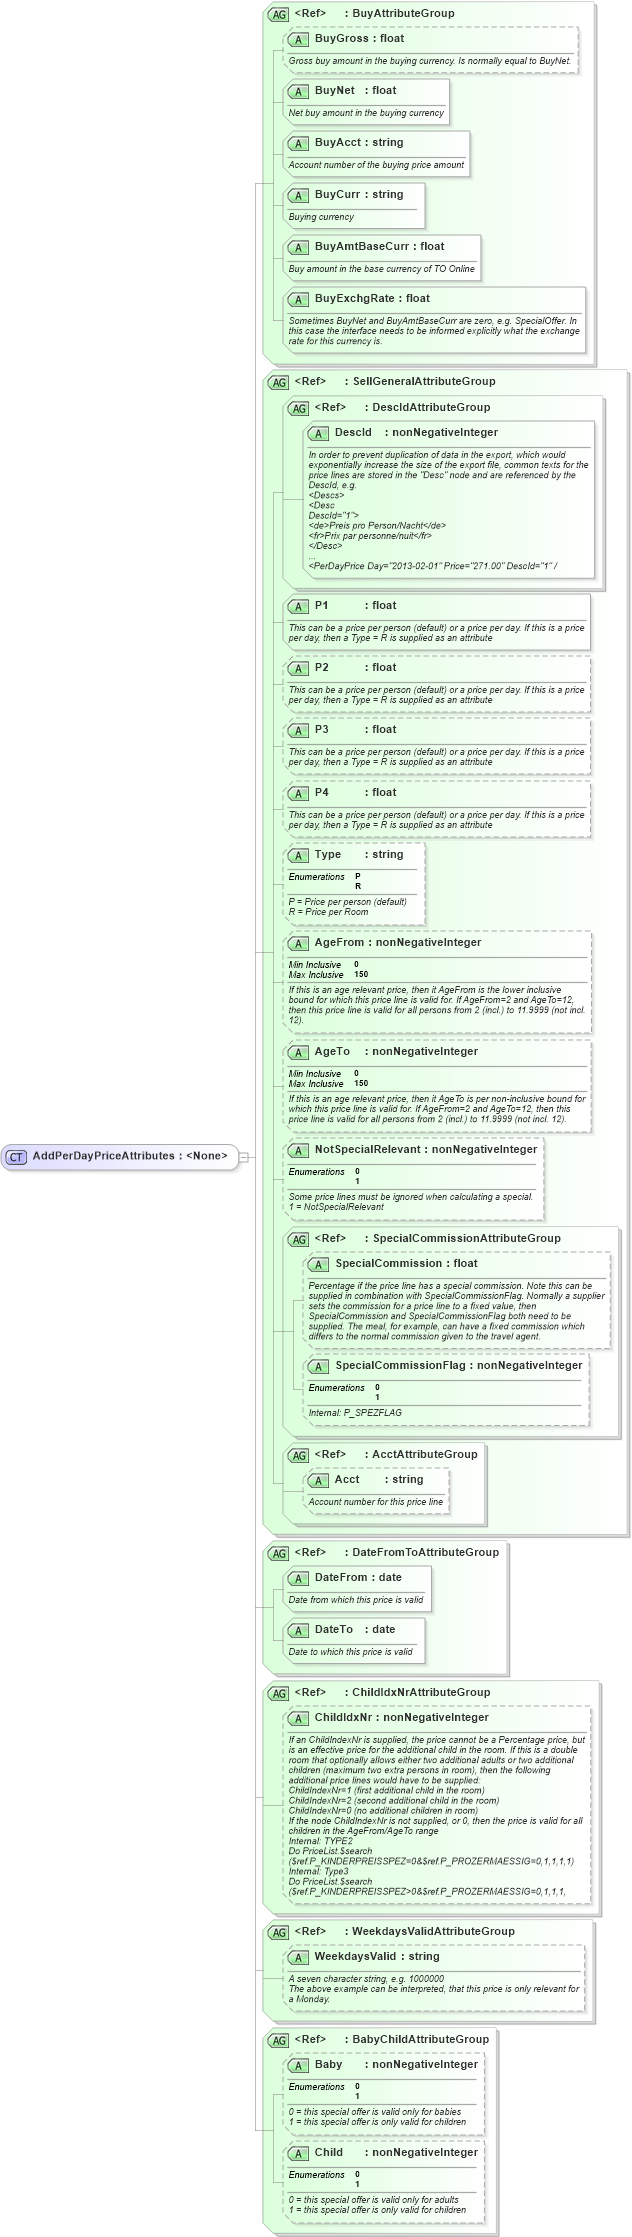 AG <Ref> : BuyAttributeGroup
A BuyGross : float
Gross buy amount in the buying currency. Is normally equal to BuyNet.
A BuyNet : float
Net buy amount in the buying currency
A BuyAcct : string
Account number of the buying price amount
A BuyCurr : string
Buying currency
A BuyAmtBaseCurr : float
Buy amount in the base currency of TO Online
A BuyExchgRate : float
Sometimes BuyNet and BuyAmtBaseCurr are zero, e.g. SpecialOffer. In
this case the interface needs to be informed explicitly what the exchange
rate for this currency is.
AG <Ref> : SellGeneralAttributeGroup
AG <Ref> : DescIdAttributeGroup
A DescId : nonNegativeInteger
In order to prevent duplication of data in the export, which would
exponentially increase the size of the export file, common texts for the
price lines are stored in the "Desc" node and are referenced by the
DescId, e.g.
<Descs>
<Desc
DescId="1">
<de>Preis pro Person/Nacht</de>
<fr>Prix par personne/nuit</fr>
</Desc>
...
<PerDayPrice Day="2013-02-01" Price="271.00" DescId="1" /
A P1 : float
This can be a price per person (default) or a price per day. If this is a price
per day, then a Type = R is supplied as an attribute
A P2 : float
This can be a price per person (default) or a price per day. If this is a price
per day, then a Type = R is supplied as an attribute
A P3 : float
This can be a price per person (default) or a price per day. If this is a price
per day, then a Type = R is supplied as an attribute
A P4 : float
This can be a price per person (default) or a price per day. If this is a price
per day, then a Type = R is supplied as an attribute
A Type : string
Enumerations P
R
P = Price per person (default)
R = Price per Room
A AgeFrom : nonNegativeInteger
Min Inclusive 0
Max Inclusive 150
If this is an age relevant price, then it AgeFrom is the lower inclusive
bound for which this price line is valid for. If AgeFrom=2 and AgeTo=12,
then this price line is valid for all persons from 2 (incl.) to 11.9999 (not incl.
12).
A AgeTo : nonNegativeInteger
Min Inclusive 0
Max Inclusive 150
If this is an age relevant price, then it AgeTo is per non-inclusive bound for
which this price line is valid for. If AgeFrom=2 and AgeTo=12, then this price
line is valid for all persons from 2 (incl.) to 11.9999 (not incl. 12).
CT AddPerDayPriceAttributes : <None>
A NotSpecialRelevant : nonNegativeInteger
Enumerations 0
1
Some price lines must be ignored when calculating a special.
1 = NotSpecialRelevant
AG <Ref> : SpecialCommissionAttributeGroup
A SpecialCommission : float
Percentage if the price line has a special commission. Note this can be
supplied in combination with SpecialCommissionFlag. Normally a supplier
sets the commission for a price line to a fixed value, then
SpecialCommission and SpecialCommissionFlag both need to be
supplied. The meal, for example, can have a fixed commission which
differs to the normal commission given to the travel agent.
A SpecialCommissionFlag : nonNegativeInteger
Enumerations 0
1
Internal: P_SPEZFLAG
AG <Ref> : AcctAttributeGroup
A Acct : string
Account number for this price line
AG <Ref> : DateFromToAttributeGroup
A DateFrom : date
Date from which this price is valid
A DateTo : date
Date to which this price is valid
AG <Ref> : ChildIdxNrAttributeGroup
A ChildIdxNr : nonNegativeInteger
If an ChildIndexNr is supplied, the price cannot be a Percentage price, but
is an effective price for the additional child in the room. If this is a double
room that optionally allows either two additional adults or two additional
children (maximum two extra persons in room), then the following
additional price lines would have to be supplied:
ChildIndexNr=1 (first additional child in the room)
ChildIndexNr=2 (second additional child in the room)
ChildIndexNr=0 (no additional children in room)
If the node ChildIndexNr is not supplied, or 0, then the price is valid for all
children in the AgeFrom/AgeTo range
Internal: TYPE2
Do PriceList.$search
($ref.P_KINDERPREISSPEZ=0&$ref.P_PROZERMAESSIG=0,1,1,1,1)
Internal: Type3
Do PriceList.$search
($ref.P_KINDERPREISSPEZ>0&$ref.P_PROZERMAESSIG=0,1,1,1,
AG <Ref> : WeekdaysValidAttributeGroup
A WeekdaysValid : string
A seven character string, e.g. 1000000
The above example can be interpreted, that this price is only relevant for
a Monday.
AG <Ref> : BabyChildAttributeGroup
A Baby : nonNegativeInteger
Enumerations 0
1
0 = this special offer is valid only for babies
1 = this special offer is only valid for children
A Child : nonNegativeInteger
Enumerations 0
1
0 = this special offer is valid only for adults
1 = this special offer is only valid for children